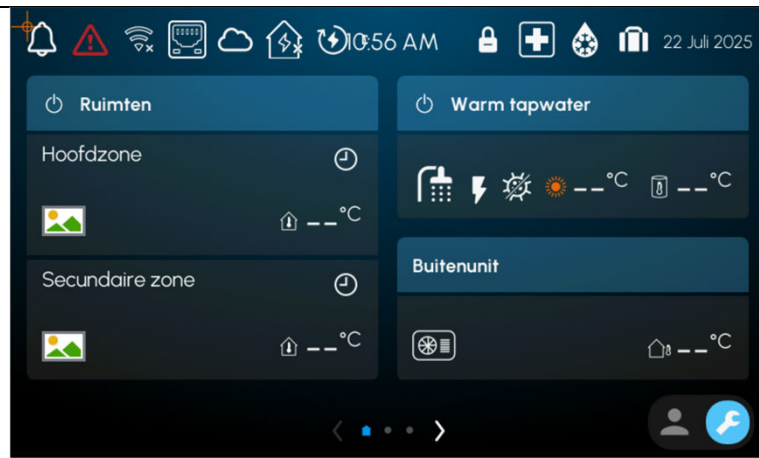 10:56 AM
22 Juli 2025
Ruimten
Warm tapwater
Hoofdzone
--°C
--°C
--°C
Buitenunit
Secundaire zone
--°C
--°C